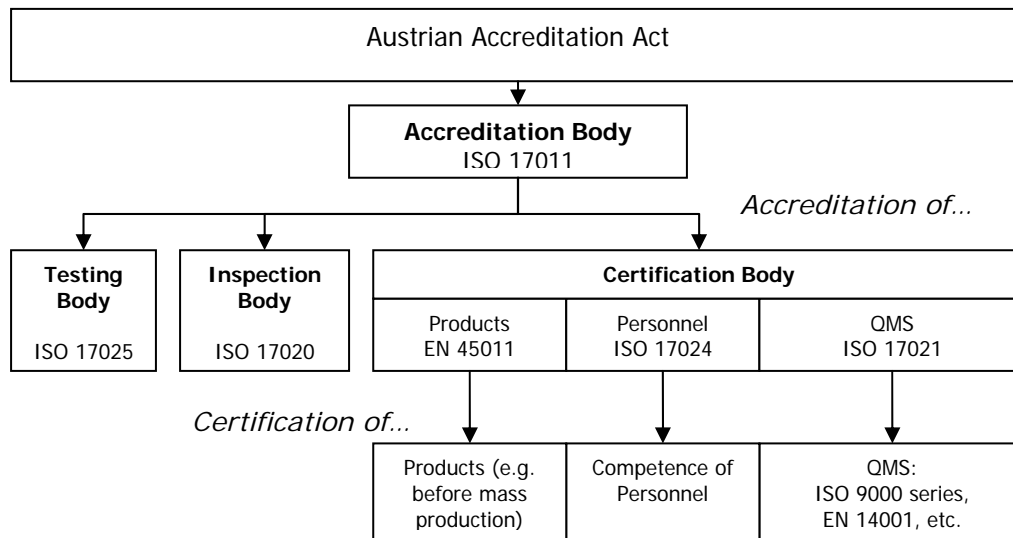 Austrian Accreditation Act
Accreditation Body
ISO 17011
Accreditation of...
Testing
Body
ISO 17025
Inspection
Body
ISO 17020
Certification Body
Products
EN 45011
Personnel
ISO 17024
QMS
ISO 17021
Certification of...
Products (e.g.
before mass
production)
Competence of
Personnel
QMS:
ISO 9000 series,
EN 14001, etc.